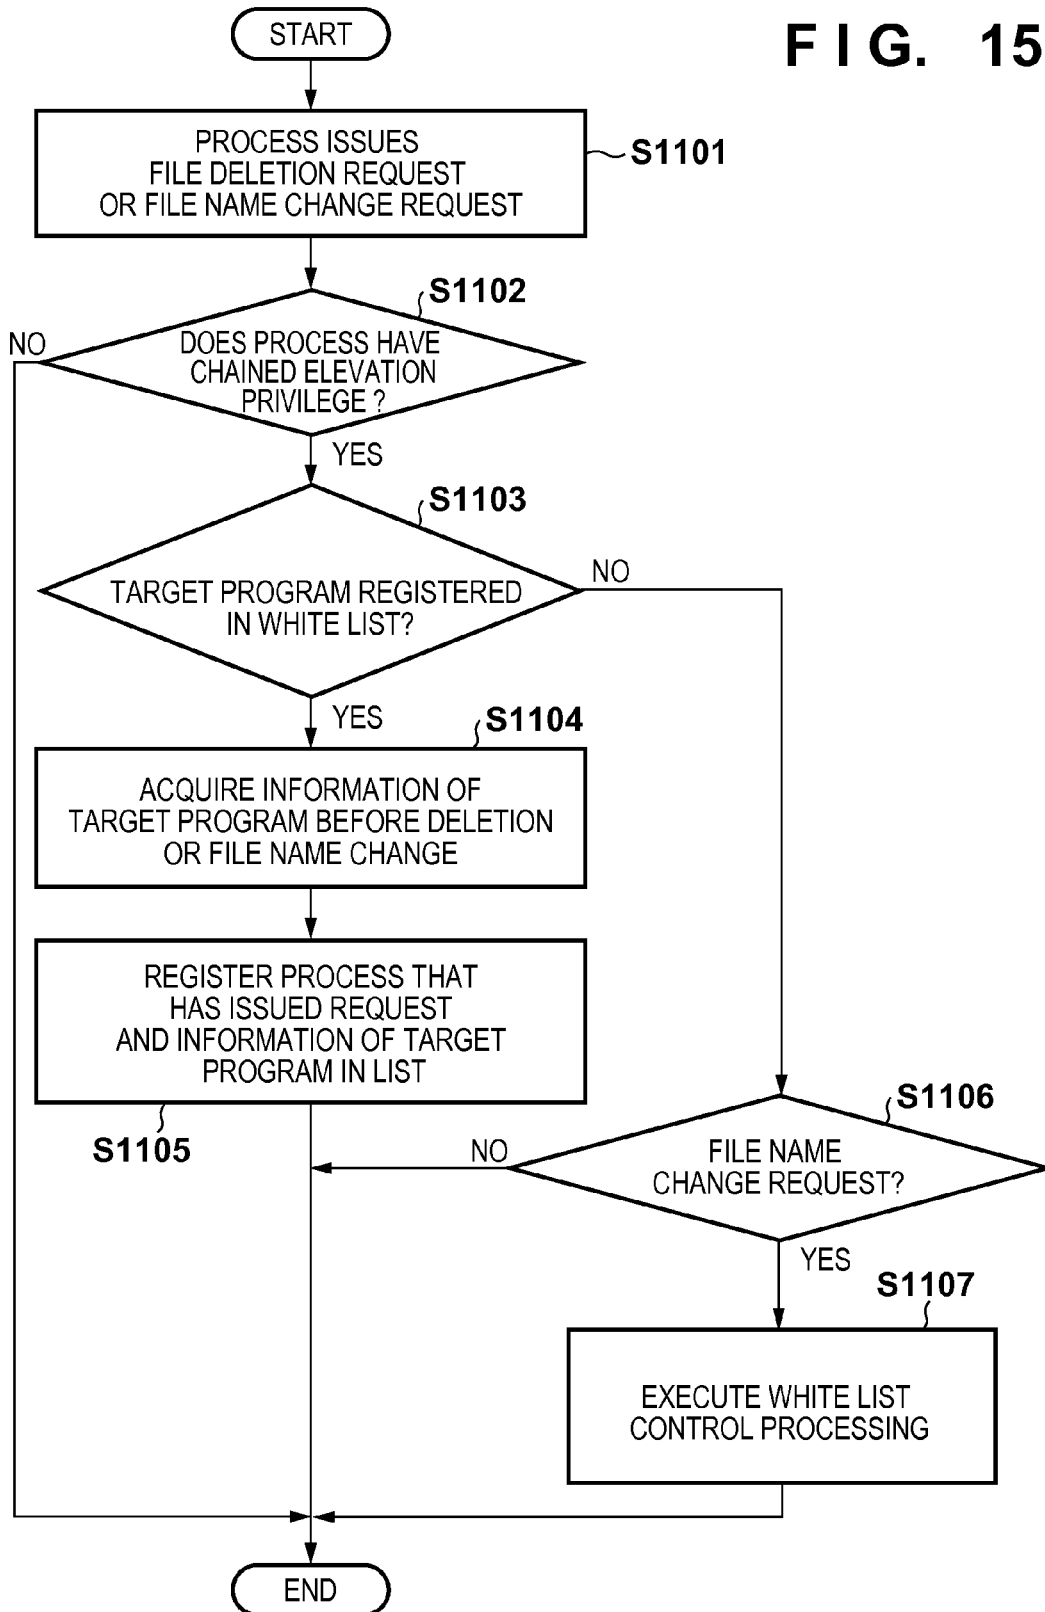 START
FIG. 15
PROCESS ISSUES
FILE DELETION REQUEST
OR FILE NAME CHANGE REQUEST
S1101
S1102
NO
DOES PROCESS HAVE
CHAINED ELEVATION
PRIVILEGE ?
YES
S1103
TARGET PROGRAM REGISTERED
IN WHITE LIST?
NO
YES
S1104
ACQUIRE INFORMATION OF
TARGET PROGRAM BEFORE DELETION
OR FILE NAME CHANGE
REGISTER PROCESS THAT
HAS ISSUED REQUEST
AND INFORMATION OF TARGET
PROGRAM IN LIST
S1105
S1106
NO
FILE NAME
CHANGE REQUEST?
YES
S1107
EXECUTE WHITE LIST
CONTROL PROCESSING
END